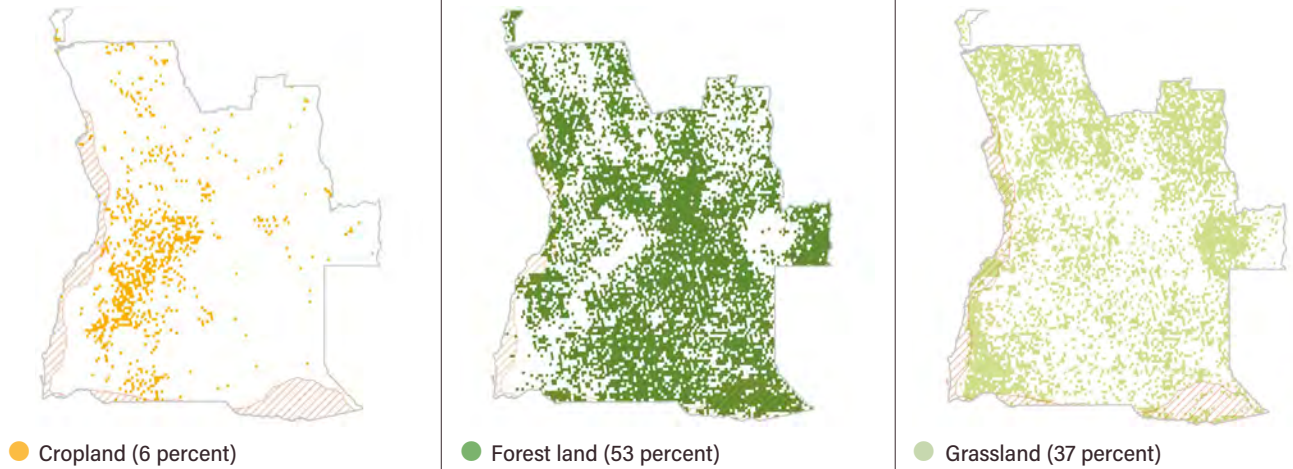 Cropland (6 percent)
Forest land (53 percent)
Grassland (37 percent)